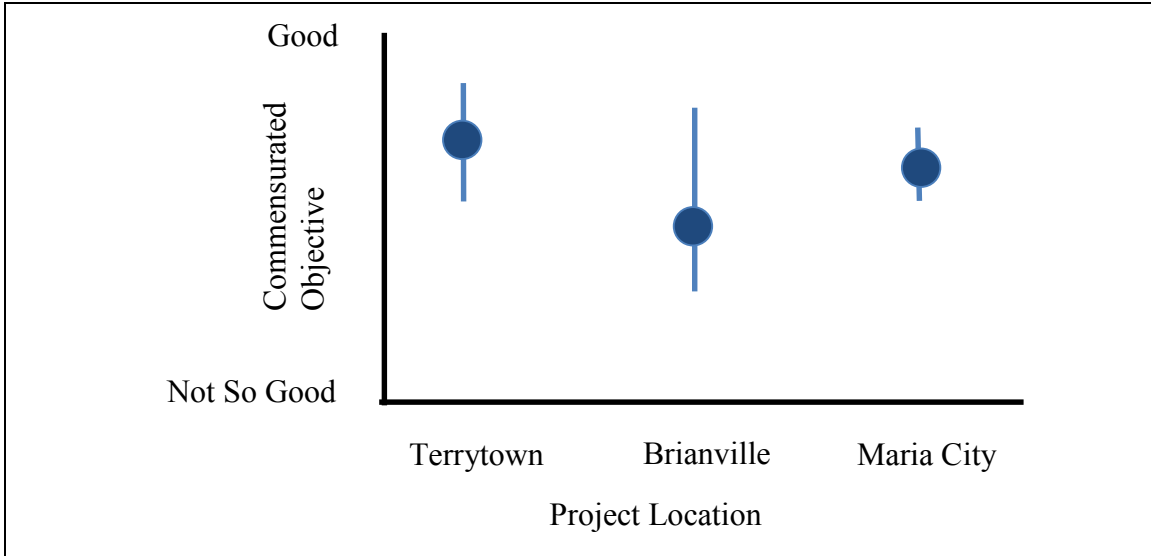 Good
Commensurated
Objective
Not So Good
Terrytown
Brianville
Maria City
Project Location